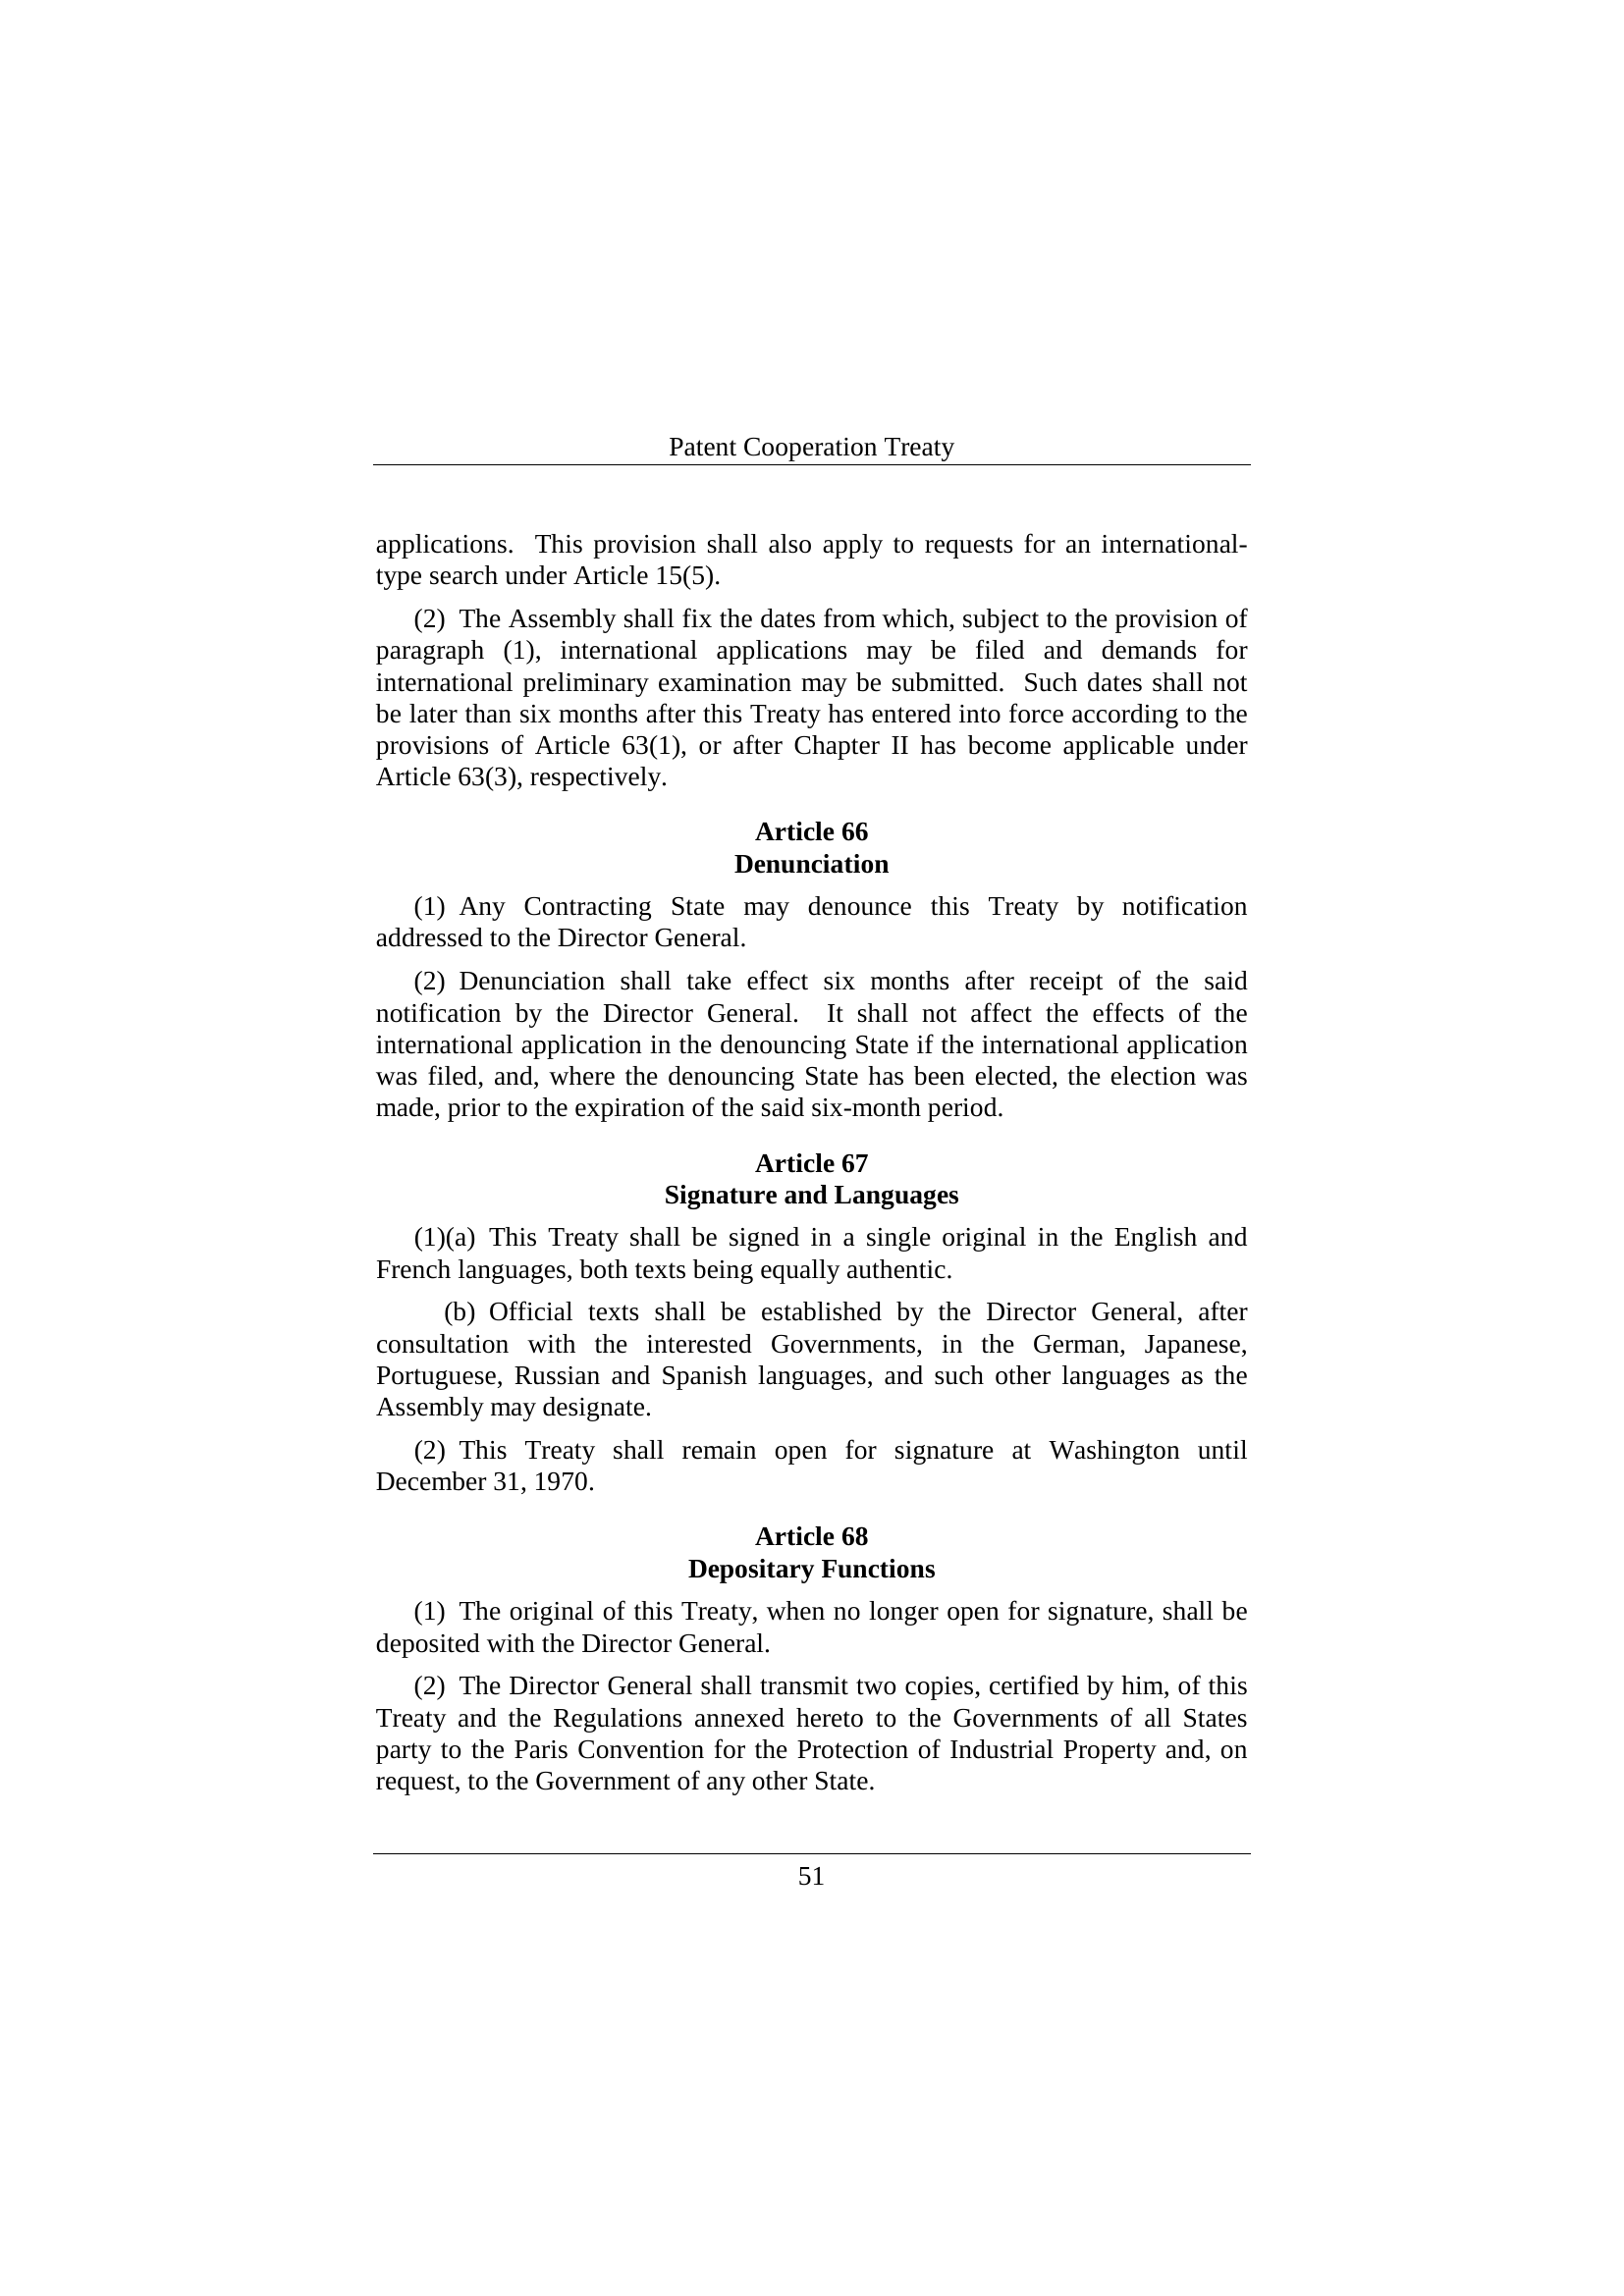 Patent Cooperation Treaty
applications.  This provision shall also apply to requests for an international-
type search under Article 15(5).
(2)  The Assembly shall fix the dates from which, subject to the provision of
paragraph (1), international applications may be filed and demands for
international preliminary examination may be submitted.  Such dates shall not
be later than six months after this Treaty has entered into force according to the
provisions of Article 63(1), or after Chapter II has become applicable under
Article 63(3), respectively.
Article 66
Denunciation
(1)  Any Contracting State may denounce this Treaty by notification
addressed to the Director General.
(2)  Denunciation shall take effect six months after receipt of the said
notification by the Director General.  It shall not affect the effects of the
international application in the denouncing State if the international application
was filed, and, where the denouncing State has been elected, the election was
made, prior to the expiration of the said six-month period.
Article 67
Signature and Languages
(1)(a)  This Treaty shall be signed in a single original in the English and
French languages, both texts being equally authentic.
(b)  Official texts shall be established by the Director General, after
consultation with the interested Governments, in the German, Japanese,
Portuguese, Russian and Spanish languages, and such other languages as the
Assembly may designate.
(2)  This Treaty shall remain open for signature at Washington until
December 31, 1970.
Article 68
Depositary Functions
(1)  The original of this Treaty, when no longer open for signature, shall be
deposited with the Director General.
(2)  The Director General shall transmit two copies, certified by him, of this
Treaty and the Regulations annexed hereto to the Governments of all States
party to the Paris Convention for the Protection of Industrial Property and, on
request, to the Government of any other State.
51